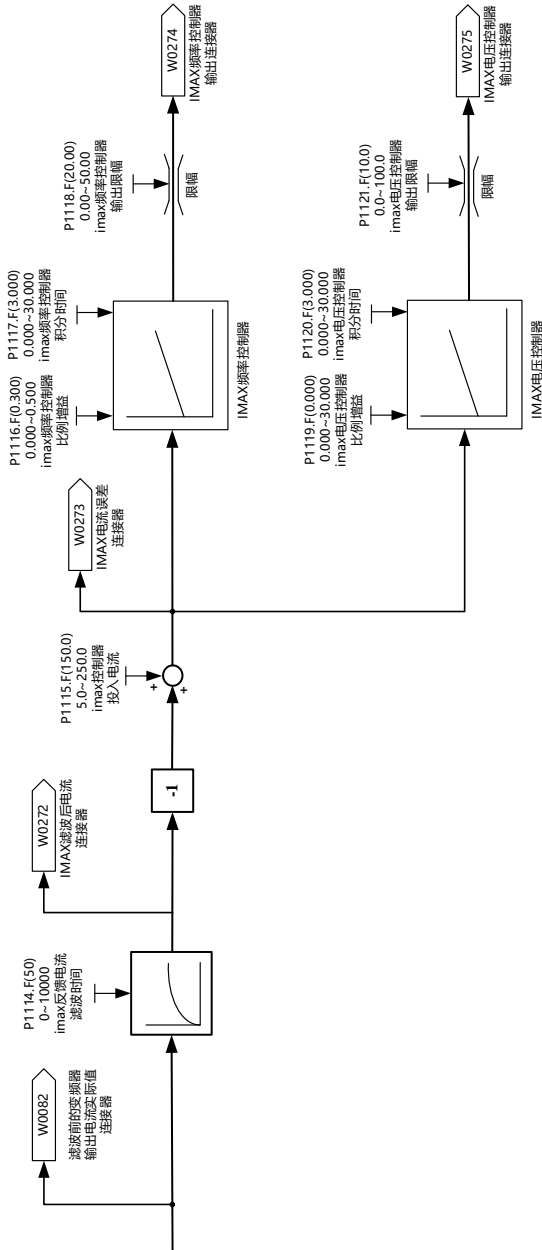 W0082
滤波前的变频器
输出电流实际值
连接器
P1114.F(50)
0~10000
imax反馈电流
滤波时间
W0272
IMAX滤波后电流
连接器
-1
P1115.F(150.0)
5.0~250.0
imax控制器
投入电流
+
+
W0273
IMAX电流误差
连接器
P1116.F(0.300)
0.000~0.500
imax频率控制器
比例增益
P1117.F(3.000)
0.000~30.000
imax频率控制器
积分时间
IMAX频率控制器
P1118.F(20.00)
0.00~50.00
imax频率控制器
输出限幅
限幅
W0274
IMAX频率控制器
输出连接器
P1119.F(0.000)
0.000~30.000
imax电压控制器
比例增益
P1120.F(3.000)
0.000~30.000
imax电压控制器
积分时间
IMAX电压控制器
P1121.F(10.0)
0.0~100.0
imax电压控制器
输出限幅
限幅
W0275
IMAX电压控制器
输出连接器